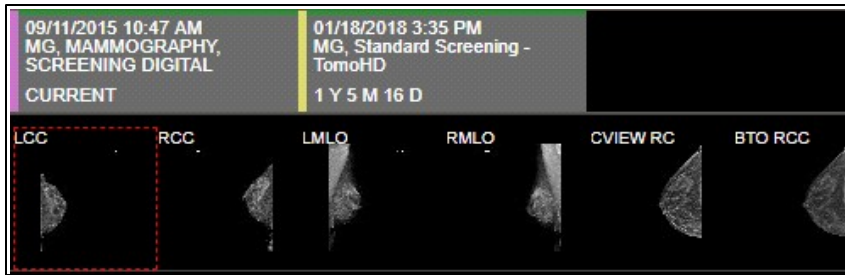 09/11/2015 10:47 AM
MG, MAMMOGRAPHY,
SCREENING DIGITAL
CURRENT
01/18/2018 3:35 PM
MG, Standard Screening -
TomoHD
1 Y 5 M 16 D
LCC
RCC
LMLO
RMLO
CVIEW RC
BTO RCC